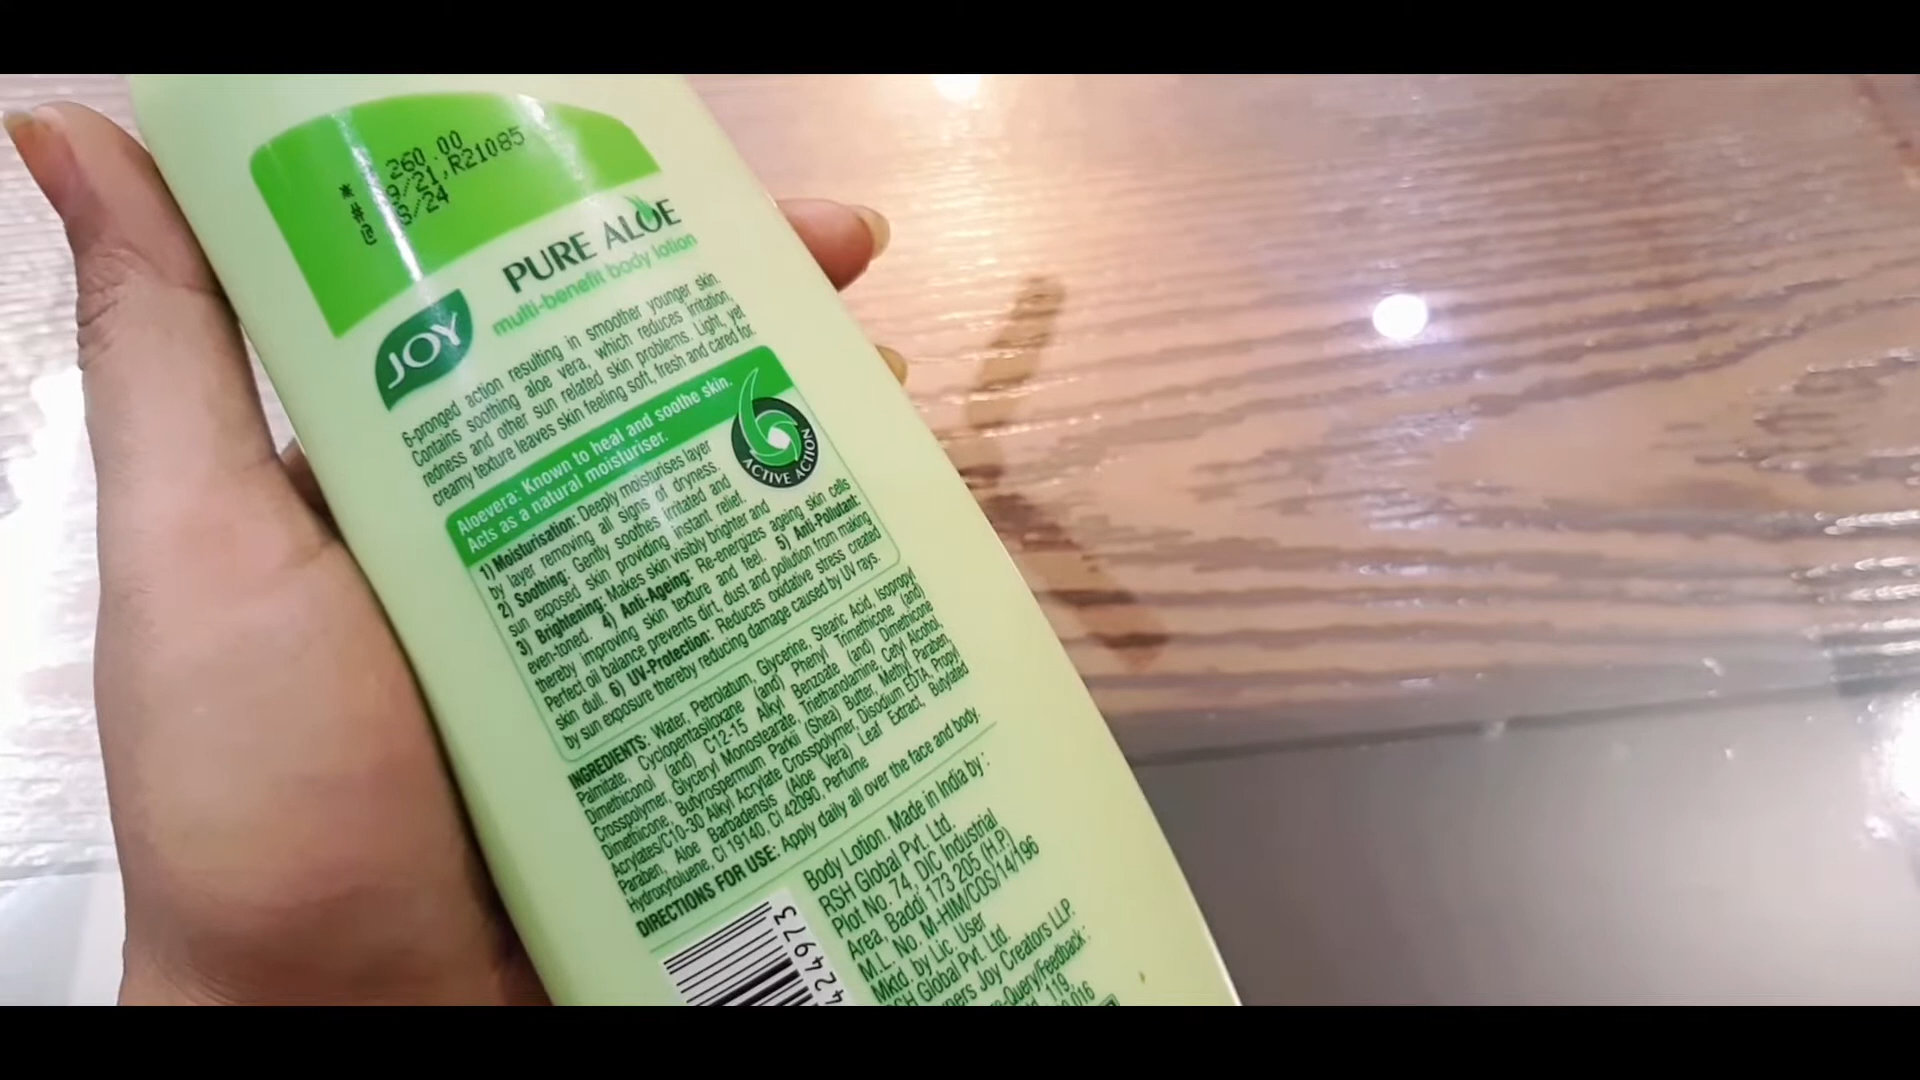 * 260.00
# 9/21,R21085
@ 8/24
PURE ALOE
multi-benefit body lotion
JOY
6-pronged action resulting in smoother younger skin.
Contains soothing aloe vera, which reduces irritation,
redness and other sun related skin problems. Light, yet
creamy texture leaves skin feeling soft, fresh and cared for.
Aloevera: Known to heal and soothe skin.
Acts as a natural moisturiser.
ACTIVE ACTION
1) Moisturisation: Deeply moisturises layer
by layer removing all signs of dryness.
2) Soothing: Gently soothes irritated and
sun exposed skin providing instant relief.
3) Brightening: Makes skin visibly brighter and
even-toned. 4) Anti-Ageing: Re-energizes ageing skin cells
thereby improving skin texture and feel. 5) Anti-Pollutant:
Perfect oil balance prevents dirt, dust and pollution from making
skin dull. 6) UV-Protection: Reduces oxidative stress created
by sun exposure thereby reducing damage caused by UV rays.
INGREDIENTS: Water, Petrolatum, Glycerine, Stearic Acid, Isopropyl
Palmitate, Cyclopentasiloxane (and) Phenyl Trimethicone (and)
Dimethiconol (and) C12-15 Alkyl Benzoate (and) Dimethicone
Crosspolymer, Glyceryl Monostearate, Triethanolamine, Cetyl Alcohol,
Dimethicone, Butyrospermum Parkii (Shea) Butter, Methyl Paraben,
Acrylates/C10-30 Alkyl Acrylate Crosspolymer, Disodium EDTA, Propyl
Paraben, Aloe Barbadensis (Aloe Vera) Leaf Extract, Butylated
Hydroxytoluene, CI 19140, CI 42090, Perfume
DIRECTIONS FOR USE: Apply daily all over the face and body.
Body Lotion. Made in India by :
RSH Global Pvt. Ltd.
Plot No. 74, DIC Industrial
Area, Baddi 173 205 (H.P.)
M.L. No. M-HIM/COS/14/196
Mktd. by Lic. User
RSH Global Pvt. Ltd.
Joy Creators LLP.
Query/Feedback:
119,
016
424973